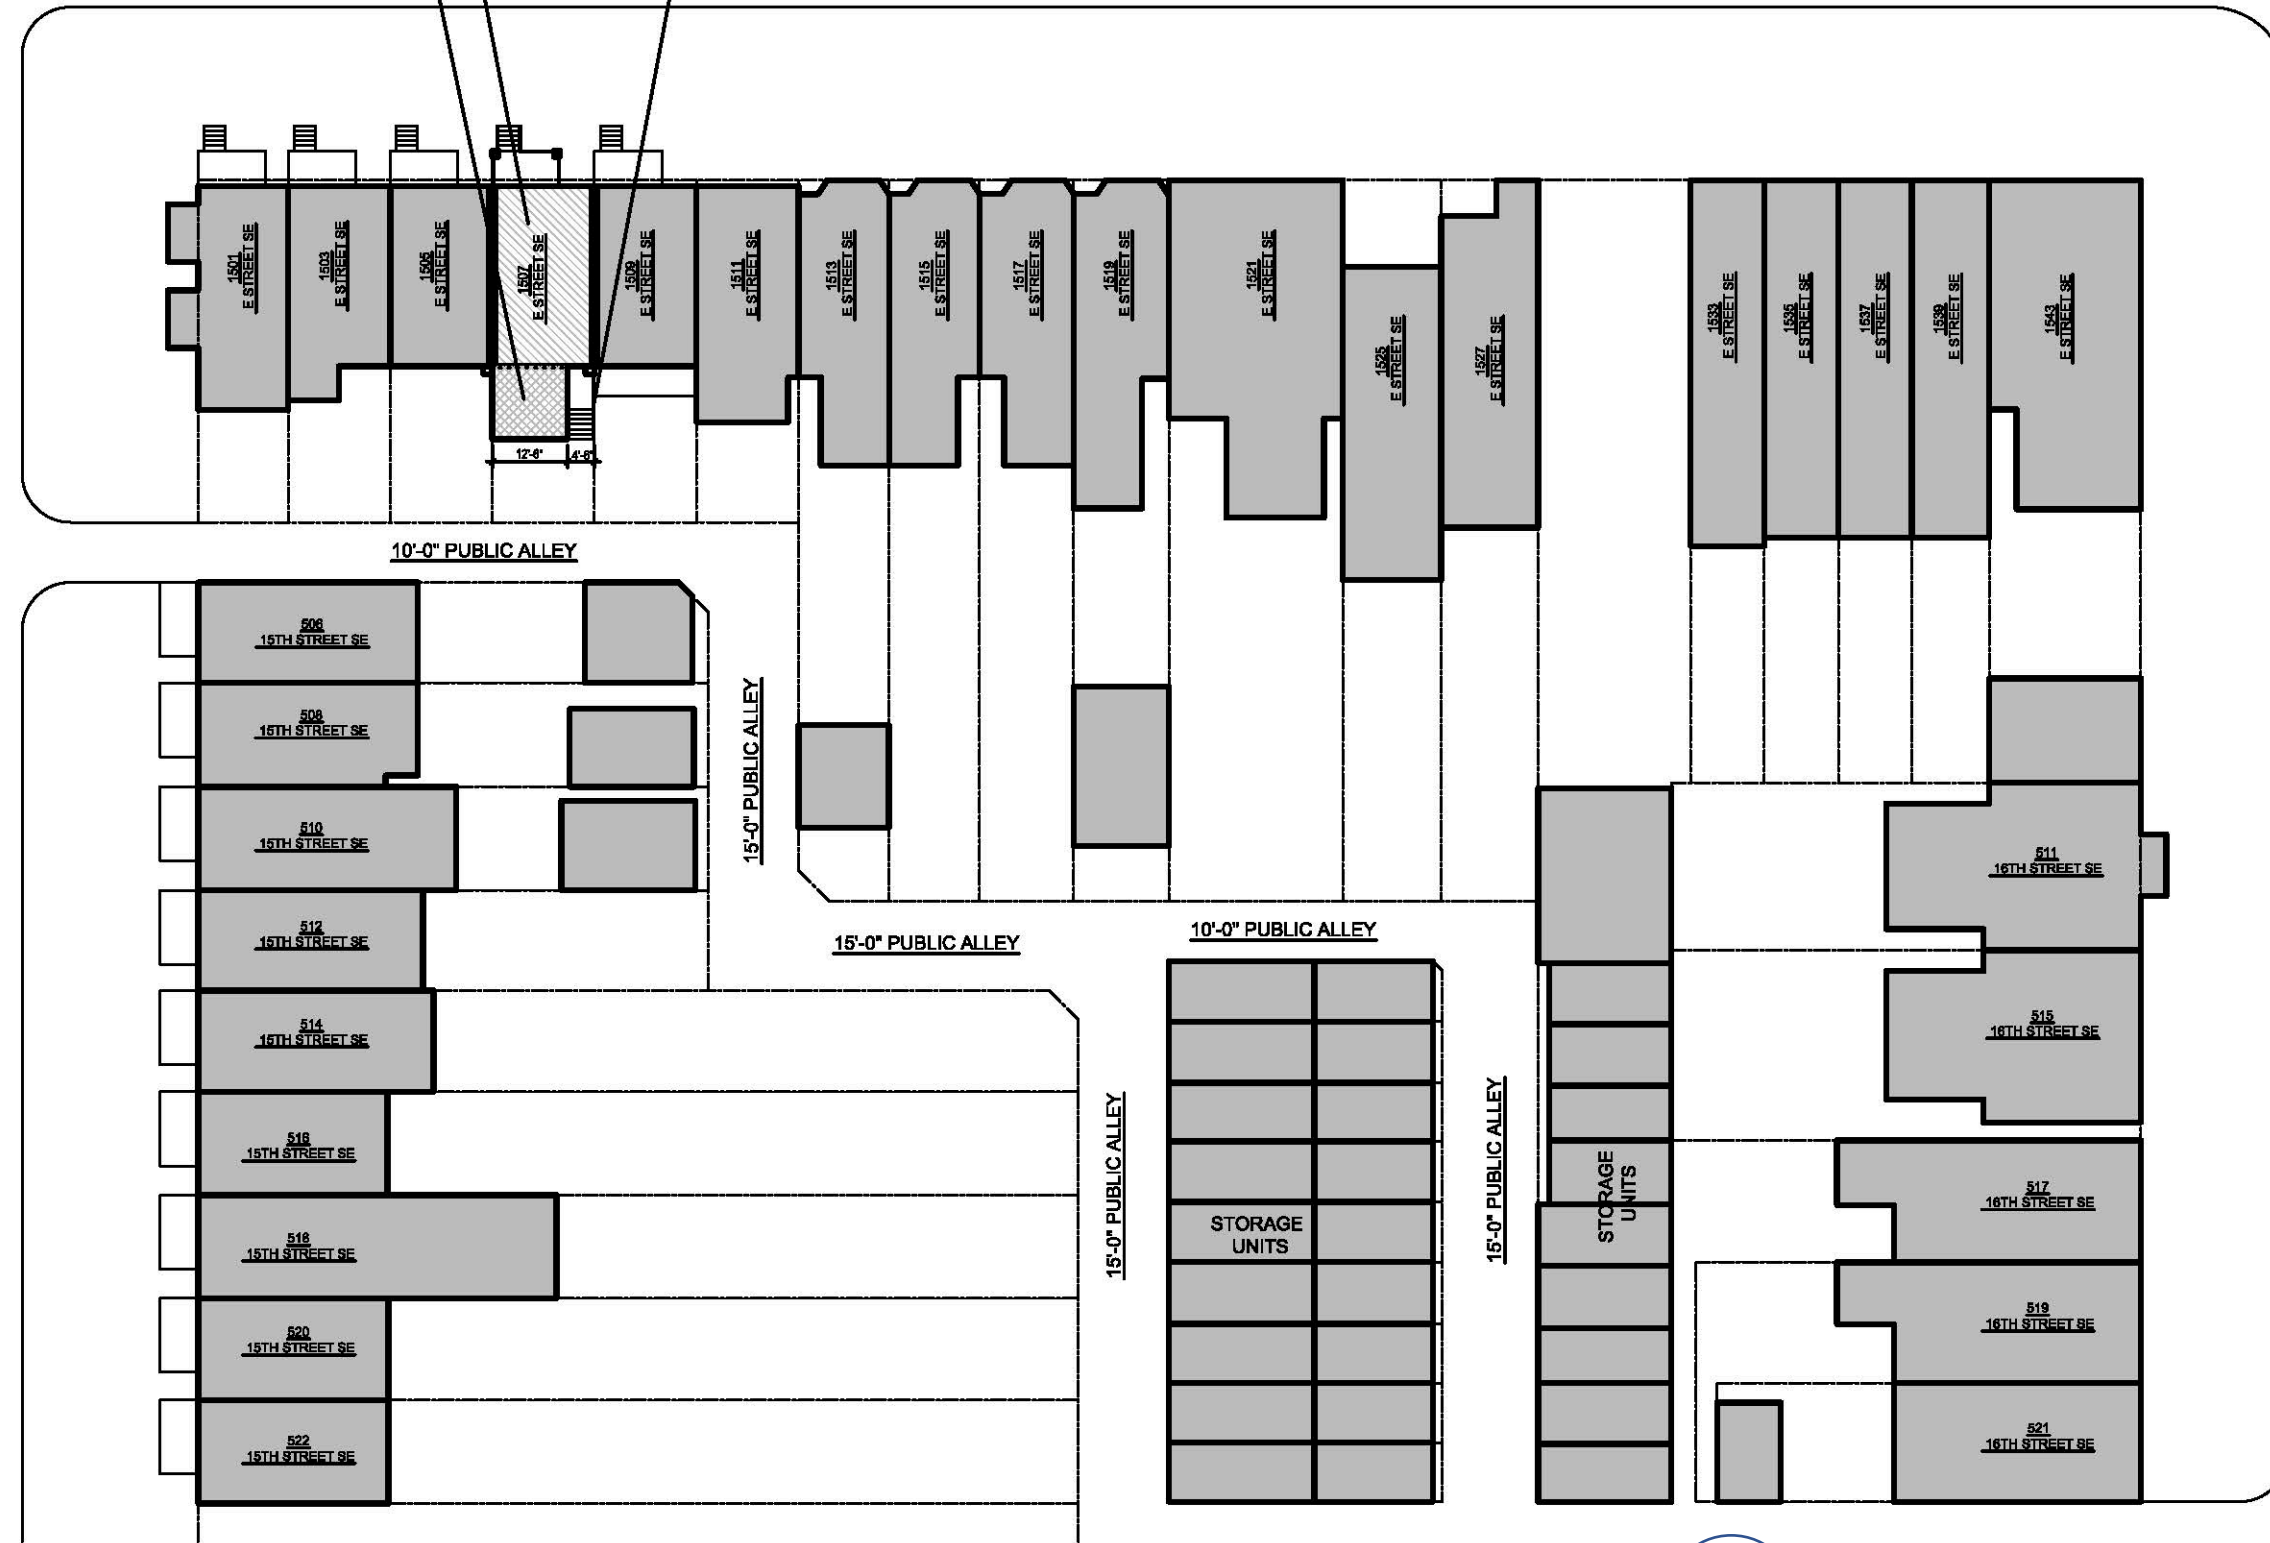 1501
E STREET SE
1503
E STREET SE
1505
E STREET SE
1507
E STREET SE
1509
E STREET SE
1511
E STREET SE
1513
E STREET SE
1515
E STREET SE
1517
E STREET SE
1519
E STREET SE
1521
E STREET SE
1525
E STREET SE
1527
E STREET SE
1533
E STREET SE
1535
E STREET SE
1537
E STREET SE
1539
E STREET SE
1543
E STREET SE
12'-6"
4'-6"
10'-0" PUBLIC ALLEY
506
15TH STREET SE
508
15TH STREET SE
510
15TH STREET SE
512
15TH STREET SE
514
15TH STREET SE
516
15TH STREET SE
518
15TH STREET SE
520
15TH STREET SE
522
15TH STREET SE
15'-0" PUBLIC ALLEY
15'-0" PUBLIC ALLEY
10'-0" PUBLIC ALLEY
15'-0" PUBLIC ALLEY
STORAGE
UNITS
15'-0" PUBLIC ALLEY
STORAGE
UNITS
511
16TH STREET SE
515
16TH STREET SE
517
16TH STREET SE
519
16TH STREET SE
521
16TH STREET SE